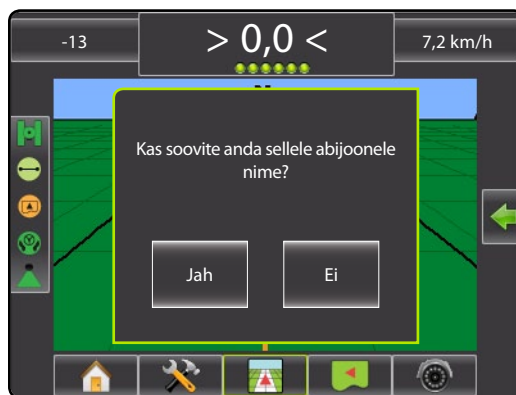 -13
> 0,0 <
7,2 km/h
Kas soovite anda sellele abijoonele
nime?
Jah
Ei